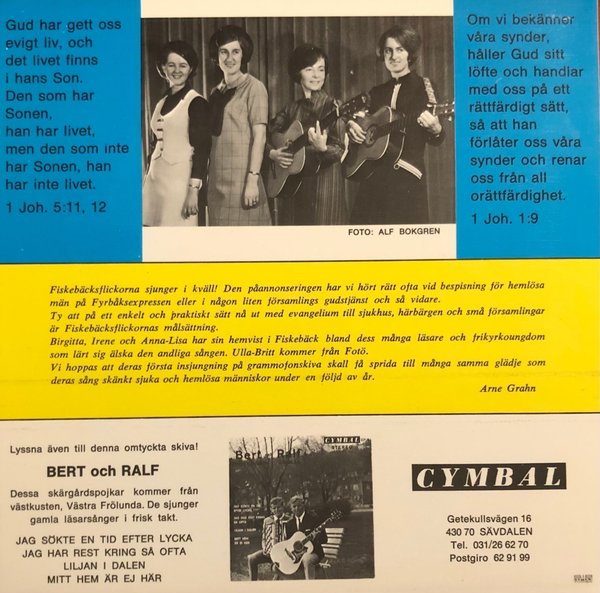 Gud har gett oss
evigt liv, och
det livet finns
i hans Son.
Den som har
Sonen,
han har livet,
men den som inte
har Sonen, han
har inte livet.
1 Joh. 5:11, 12
FOTO: ALF BOKGREN
Om vi bekänner
våra synder,
håller Gud sitt
löfte och handlar
med oss på ett
rättfärdigt sätt,
så att han
förlåter oss våra
synder och renar
oss från all
orättfärdighet.
1 Joh. 1:9
Fiskebäcksflickorna sjunger i kväll! Den påannonseringen har vi hört rätt ofta vid bespisning för hemlösa
män på Fyrbåksexpressen eller i någon liten församlings gudstjänst och så vidare.
Ty att på ett enkelt och praktiskt sätt nå ut med evangelium till sjukhus, härbärgen och små församlingar
är Fiskebäcksflickornas målsättning.
Birgitta, Irene och Anna-Lisa har sin hemvist i Fiskebäck bland dess många läsare och frikyrkoungdom
som lärt sig älska den andliga sången. Ulla-Britt kommer från Fotö.
Vi hoppas att deras första insjungning på grammofonskiva skall få sprida till många samma glädje som
deras sång skänkt sjuka och hemlösa människor under en följd av år.
Arne Grahn
Lyssna även till denna omtyckta skiva!
BERT och RALF
Dessa skärgårdspojkar kommer från
västkusten, Västra Frölunda. De sjunger
gamla läsarsånger i frisk takt.
JAG SÖKTE EN TID EFTER LYCKA
JAG HAR REST KRING SÅ OFTA
LILJAN I DALEN
MITT HEM ÄR EJ HÄR
CYMBAL
STEREO
Bert och Ralf
CYMBAL
Getekullsvägen 16
430 70 SÄVDALEN
Tel. 031/26 62 70
Postgiro 62 91 99